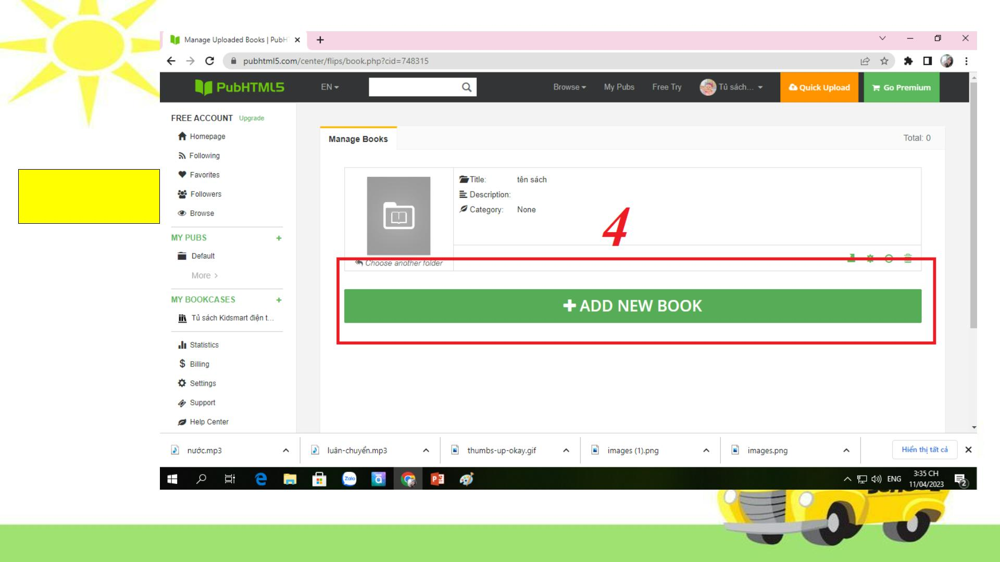 Manage Uploaded Books | PubH
pubhtml5.com/center/flips/book.php?cid=748315
PubHTML5
EN
Browse
My Pubs
Free Try
Tủ sách...
Quick Upload
Go Premium
FREE ACCOUNT Upgrade
Homepage
Following
Favorites
Followers
Browse
MY PUBS +
Default
More >
MY BOOKCASES +
Tủ sách Kidsmart điện t...
Statistics
Billing
Settings
Support
Help Center
Manage Books
Total: 0
Title: tên sách
Description:
Category: None
4
Choose another folder
+ ADD NEW BOOK
nước.mp3
luân-chuyển.mp3
thumbs-up-okay.gif
images (1).png
images.png
Hiển thị tất cả
Zalo
ENG
3:35 CH
11/04/2023
2